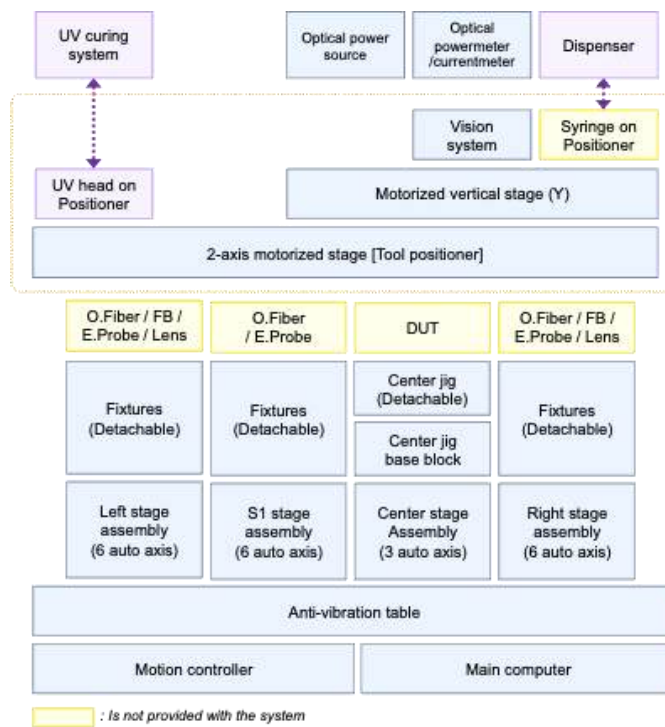 UV curing
system
Optical power
source
Optical
powermeter
/currentmeter
Dispenser
Vision
system
Syringe on
Positioner
UV head on
Positioner
Motorized vertical stage (Y)
2-axis motorized stage [Tool positioner]
O.Fiber / FB /
E.Probe / Lens
O.Fiber
/ E.Probe
DUT
O.Fiber / FB /
E.Probe / Lens
Fixtures
(Detachable)
Fixtures
(Detachable)
Center jig
(Detachable)
Center jig
base block
Fixtures
(Detachable)
Left stage
assembly
(6 auto axis)
S1 stage
assembly
(6 auto axis)
Center stage
Assembly
(3 auto axis)
Right stage
assembly
(6 auto axis)
Anti-vibration table
Motion controller
Main computer
: Is not provided with the system